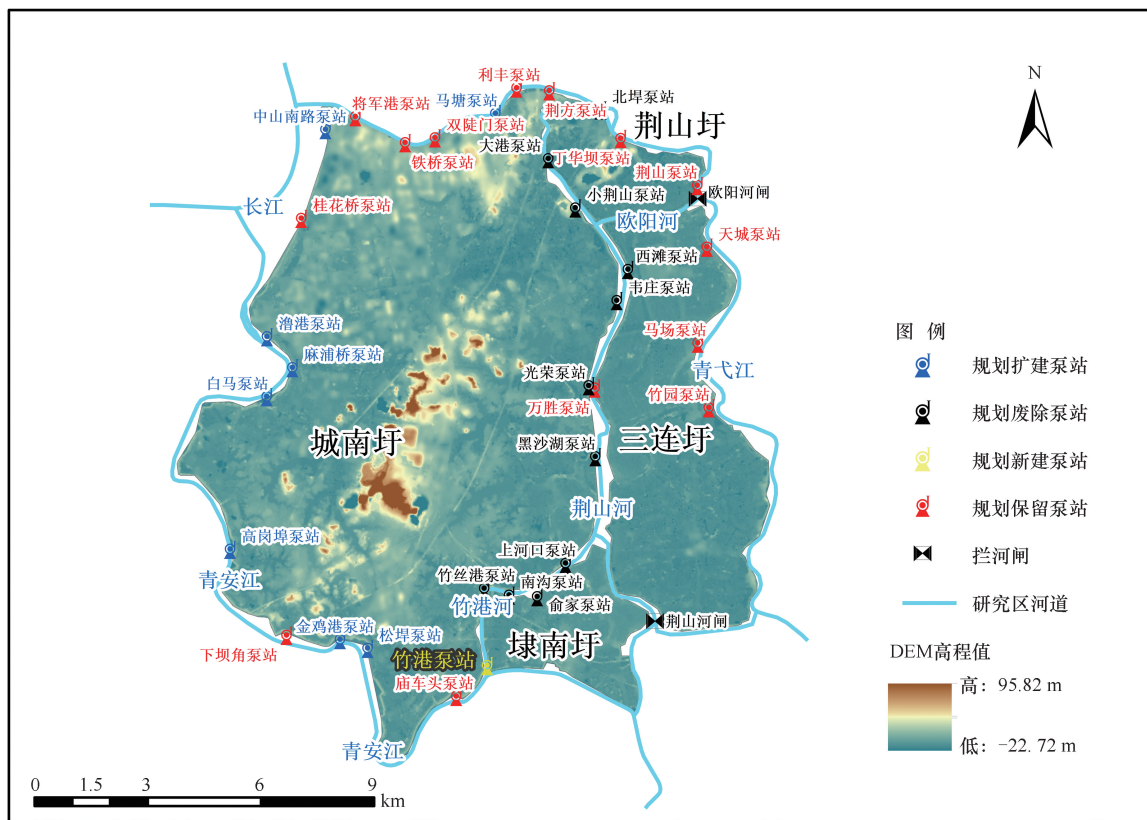 利丰泵站
马塘泵站
北埠泵站
将军港泵站
荆方泵站
中山南路泵站
双陡门泵站
荆山圩
大港泵站
铁桥泵站
丁华坝泵站
荆山泵站
小荆山泵站
欧阳河闸
长江
桂花桥泵站
欧阳河
天城泵站
西滩泵站
韦庄泵站
澛港泵站
马场泵站
麻浦桥泵站
青弋江
白马泵站
光荣泵站
万胜泵站
竹园泵站
城南圩
黑沙湖泵站
三连圩
荆山河
高岗埠泵站
上河口泵站
青安江
竹丝港泵站
南沟泵站
竹港河
俞家泵站
金鸡港泵站
松埠泵站
荆山河闸
下坝角泵站
竹港泵站
埭南圩
庙车头泵站
青安江
N
图 例
规划扩建泵站
规划废除泵站
规划新建泵站
规划保留泵站
拦河闸
研究区河道
DEM高程值
高：95.82 m
低：-22.72 m
0 1.5 3 6 9
km